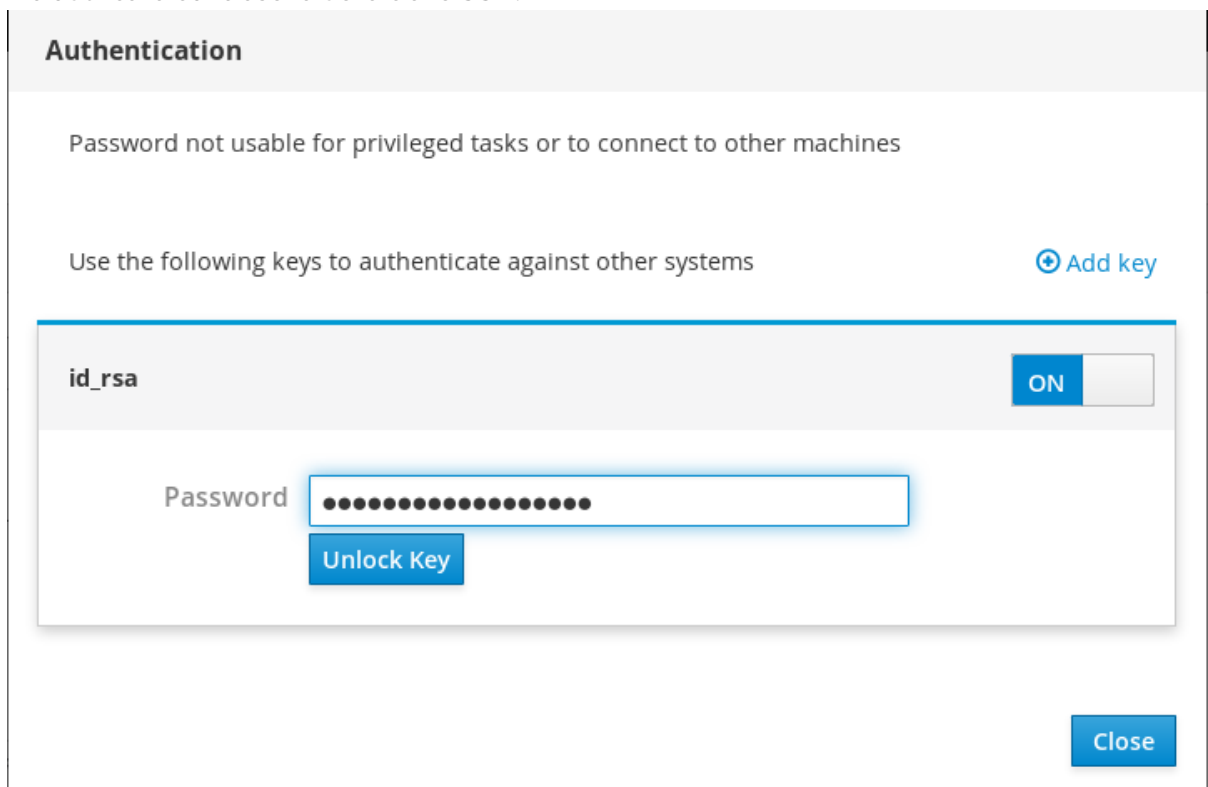 Authentication
Password not usable for privileged tasks or to connect to other machines
Use the following keys to authenticate against other systems
Add key
id_rsa
ON
Password
Unlock Key
Close